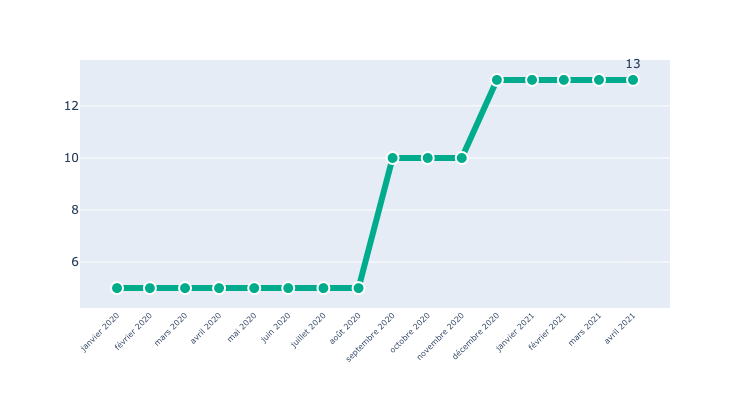 13
12
10
8
6
janvier 2020
février 2020
mars 2020
avril 2020
mai 2020
juin 2020
juillet 2020
août 2020
septembre 2020
octobre 2020
novembre 2020
décembre 2020
janvier 2021
février 2021
mars 2021
avril 2021